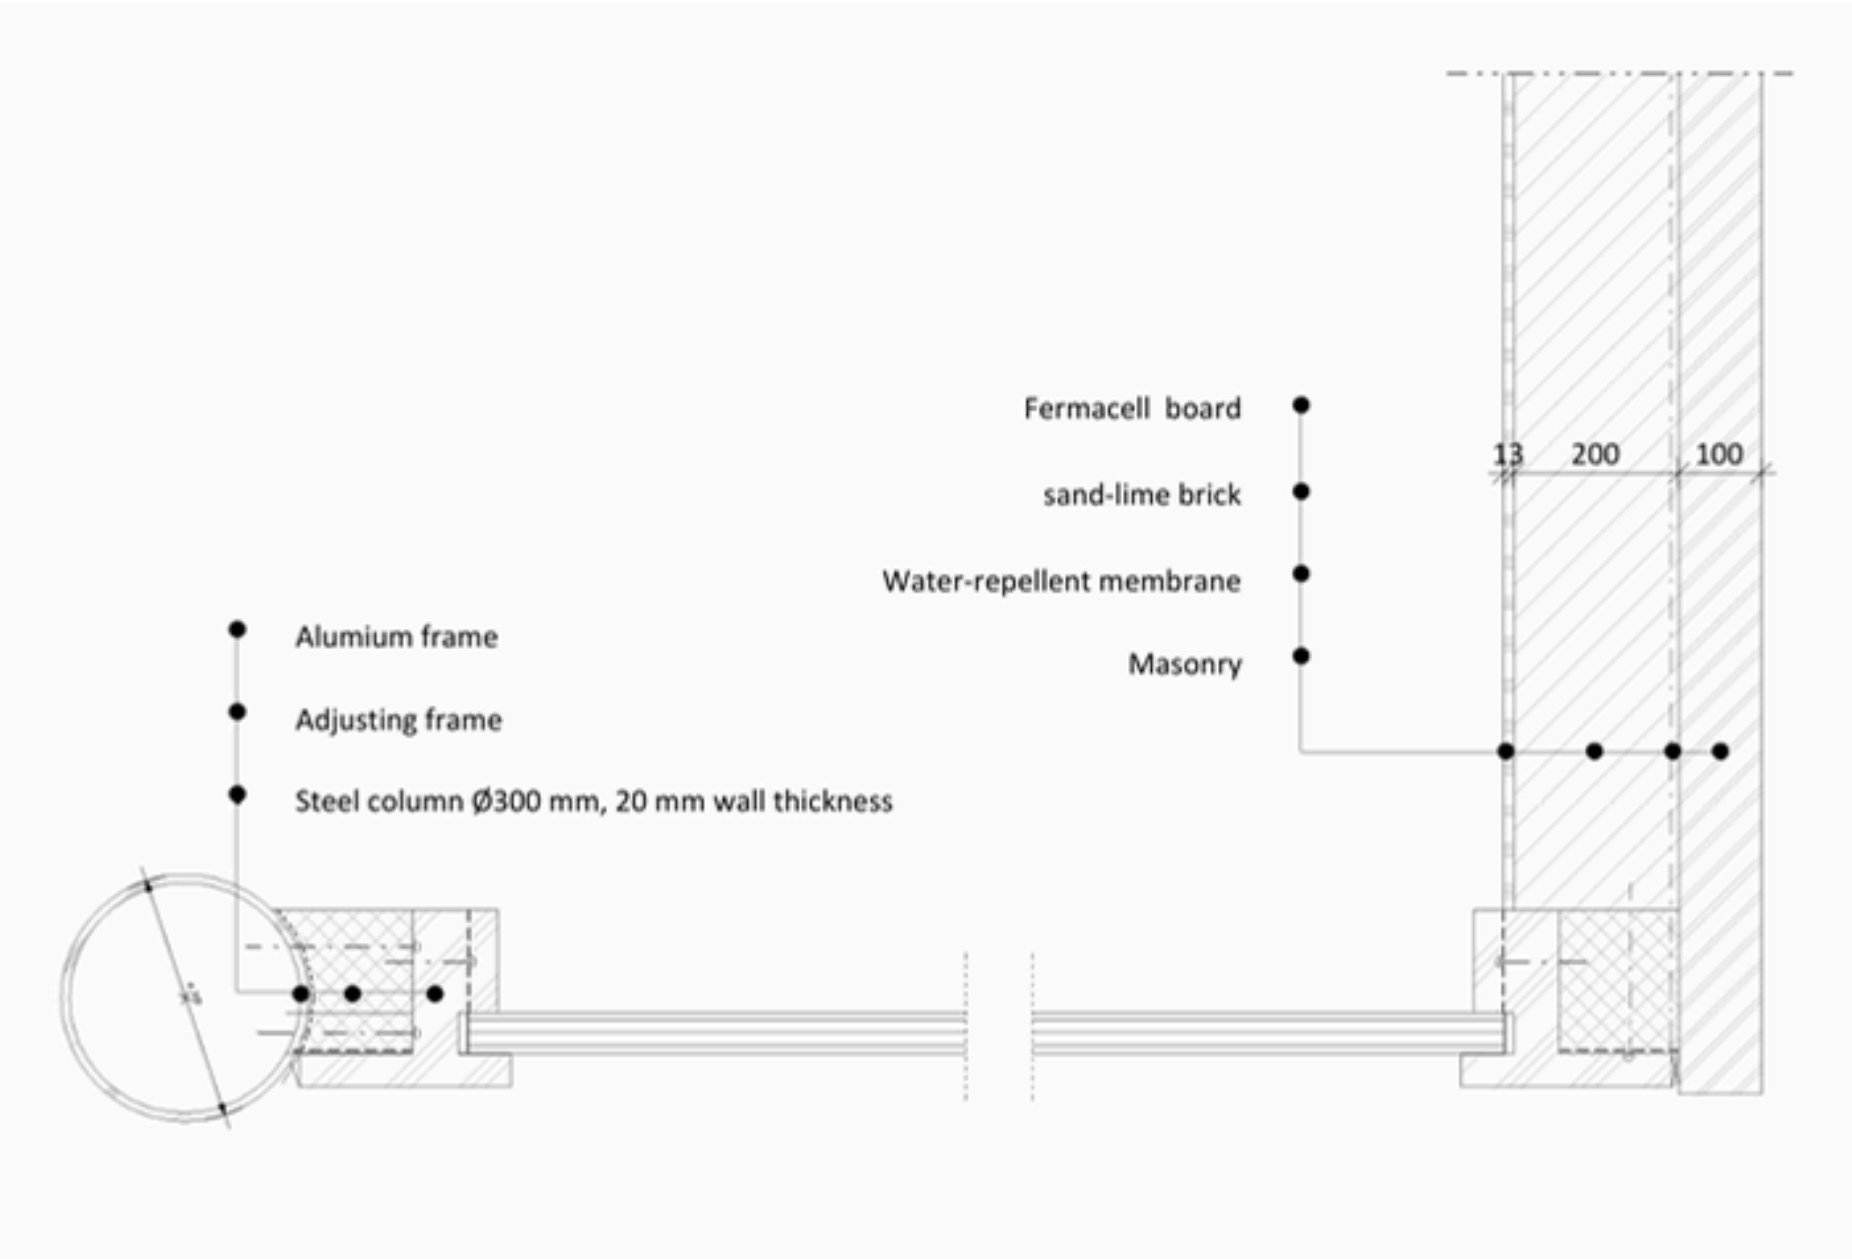 Fermacell board
13 200 100
sand-lime brick
Water-repellent membrane
Masonry
Alumium frame
Adjusting frame
Steel column Ø300 mm, 20 mm wall thickness